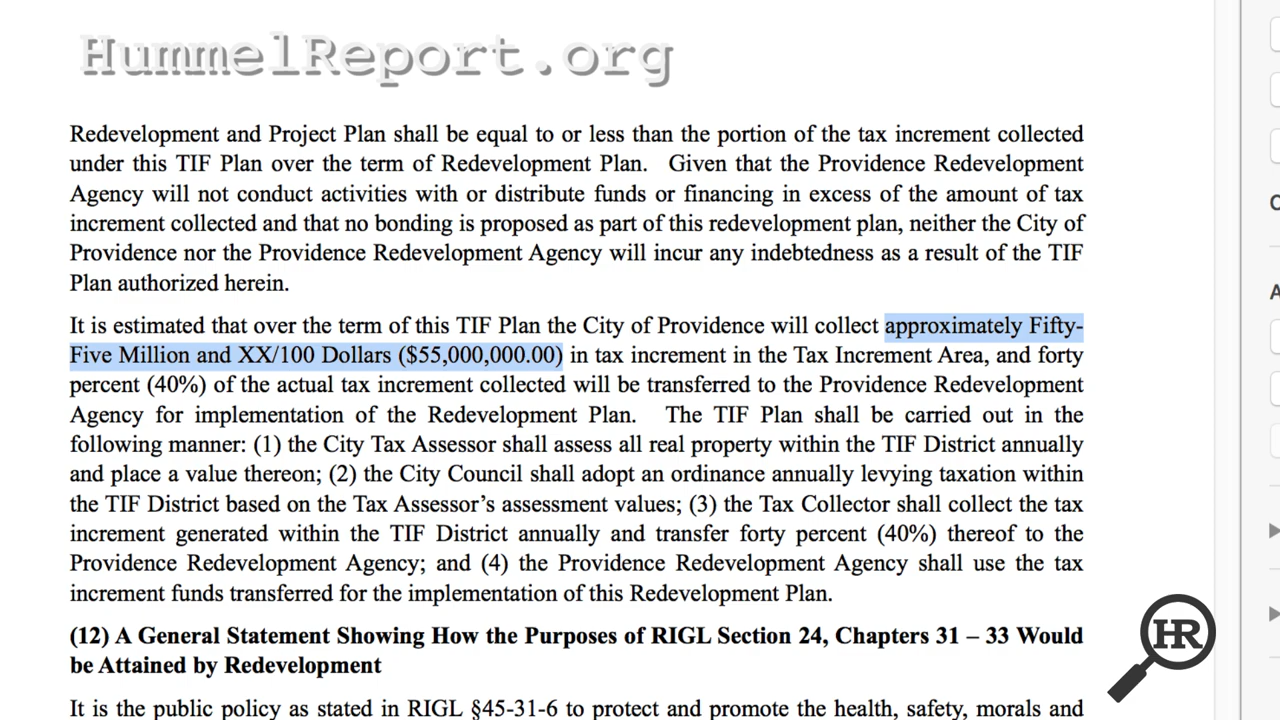 HummelReport.org
Redevelopment and Project Plan shall be equal to or less than the portion of the tax increment collected
under this TIF Plan over the term of Redevelopment Plan. Given that the Providence Redevelopment
Agency will not conduct activities with or distribute funds or financing in excess of the amount of tax
increment collected and that no bonding is proposed as part of this redevelopment plan, neither the City of
Providence nor the Providence Redevelopment Agency will incur any indebtedness as a result of the TIF
Plan authorized herein.
It is estimated that over the term of this TIF Plan the City of Providence will collect approximately Fifty-
Five Million and XX/100 Dollars ($55,000,000.00) in tax increment in the Tax Increment Area, and forty
percent (40%) of the actual tax increment collected will be transferred to the Providence Redevelopment
Agency for implementation of the Redevelopment Plan. The TIF Plan shall be carried out in the
following manner: (1) the City Tax Assessor shall assess all real property within the TIF District annually
and place a value thereon; (2) the City Council shall adopt an ordinance annually levying taxation within
the TIF District based on the Tax Assessor's assessment values; (3) the Tax Collector shall collect the tax
increment generated within the TIF District annually and transfer forty percent (40%) thereof to the
Providence Redevelopment Agency; and (4) the Providence Redevelopment Agency shall use the tax
increment funds transferred for the implementation of this Redevelopment Plan.
(12) A General Statement Showing How the Purposes of RIGL Section 24, Chapters 31 – 33 Would
be Attained by Redevelopment
It is the public policy as stated in RIGL §45-31-6 to protect and promote the health, safety, morals and
HR